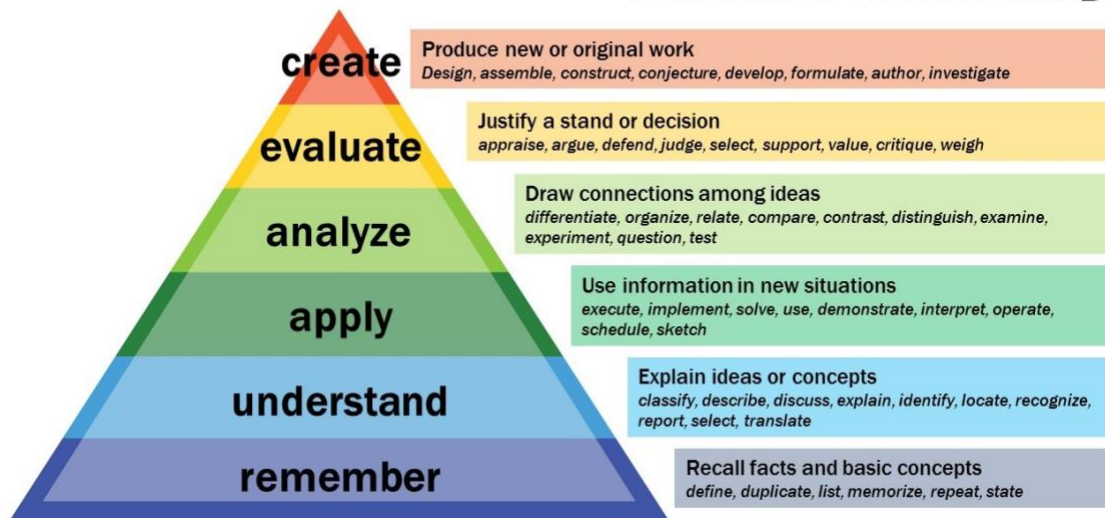 create
Produce new or original work
Design, assemble, construct, conjecture, develop, formulate, author, investigate
evaluate
Justify a stand or decision
appraise, argue, defend, judge, select, support, value, critique, weigh
analyze
Draw connections among ideas
differentiate, organize, relate, compare, contrast, distinguish, examine,
experiment, question, test
apply
Use information in new situations
execute, implement, solve, use, demonstrate, interpret, operate,
schedule, sketch
understand
Explain ideas or concepts
classify, describe, discuss, explain, identify, locate, recognize,
report, select, translate
remember
Recall facts and basic concepts
define, duplicate, list, memorize, repeat, state